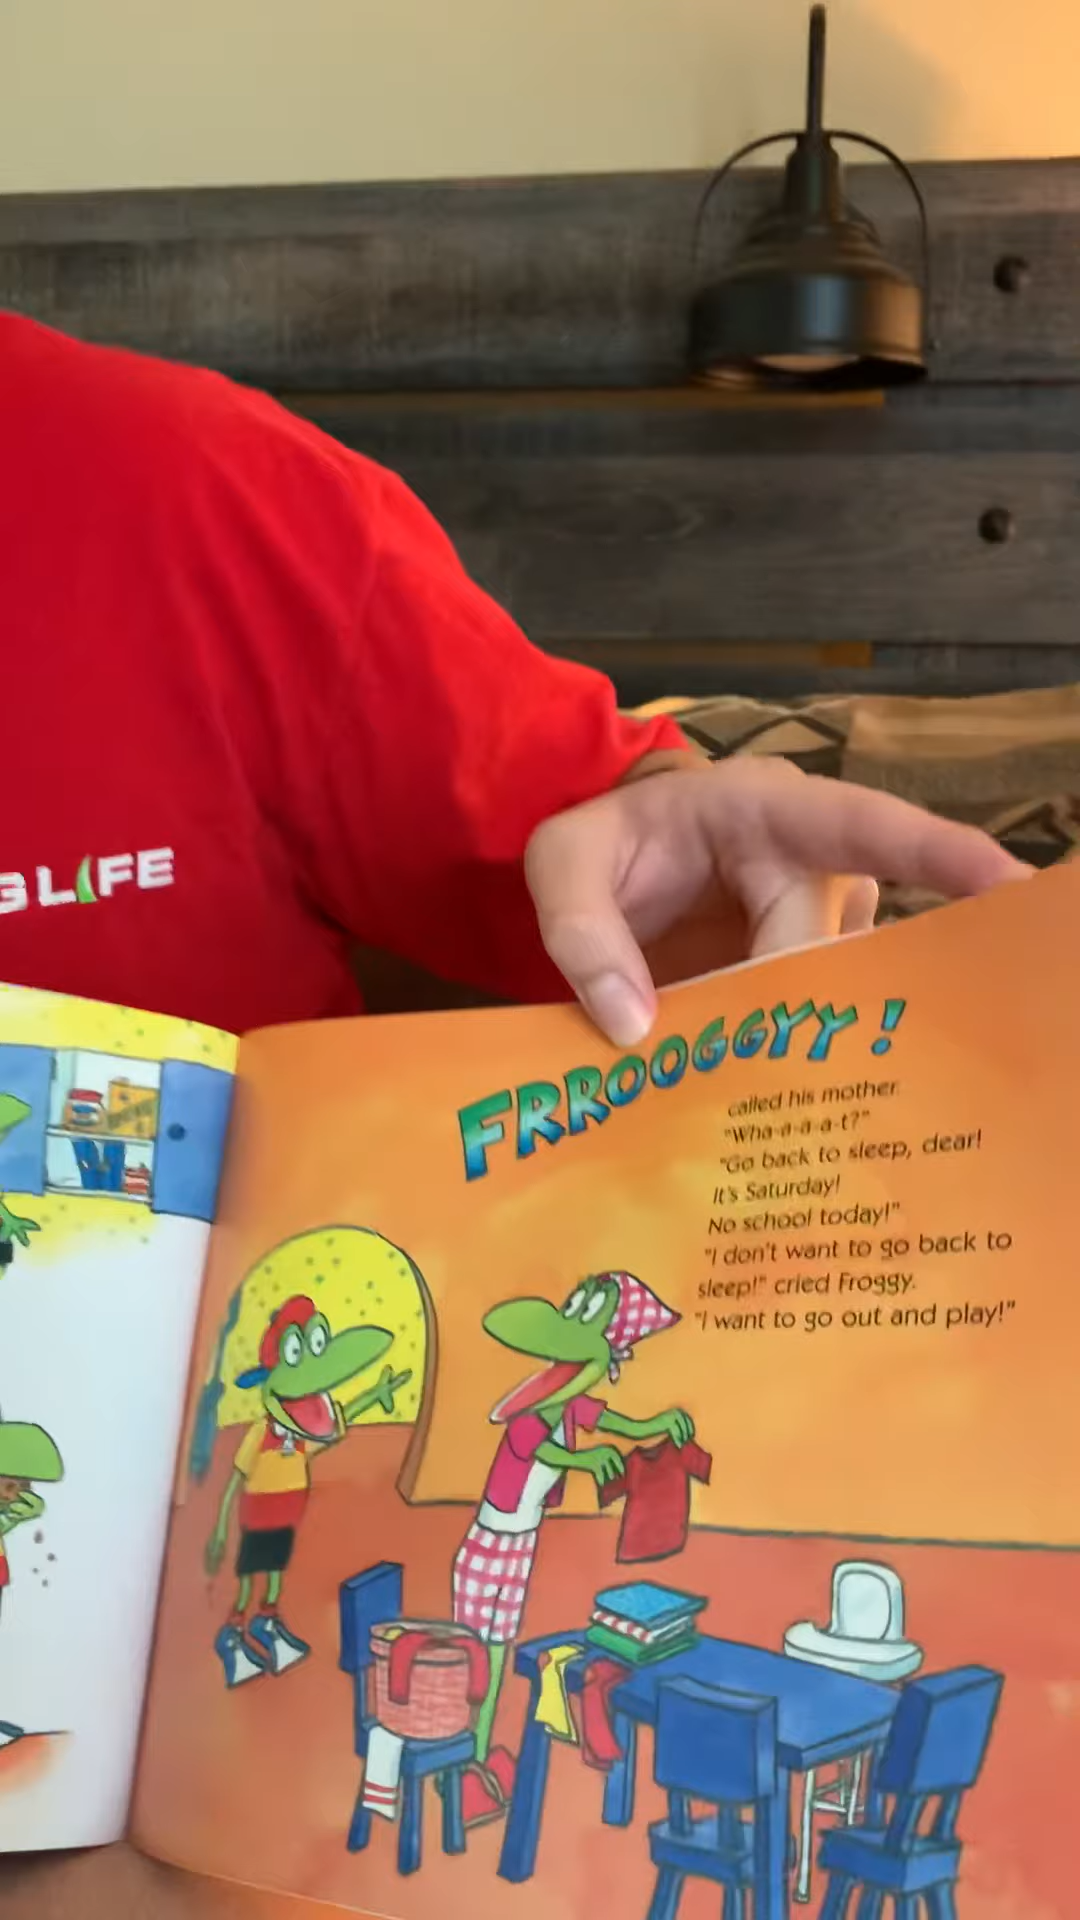 G LIFE
FRROOGGYY!
called his mother.
"Wha-a-a-a-t?"
"Go back to sleep, dear!
It's Saturday!
No school today!"
"I don't want to go back to
sleep!" cried Froggy.
"I want to go out and play!"